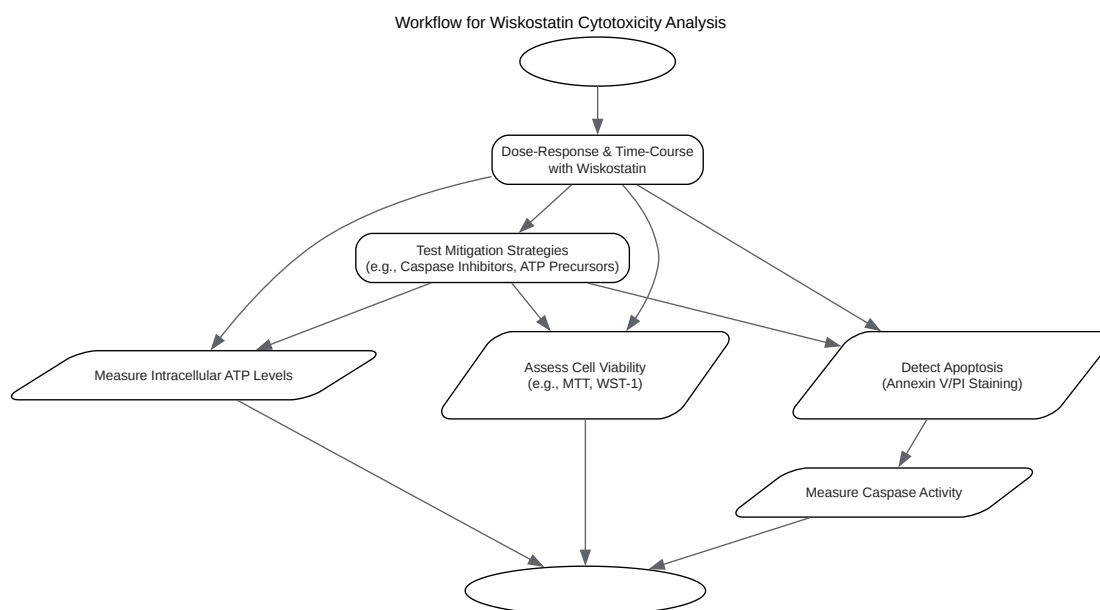 Workflow for Wiskostatin Cytotoxicity Analysis
Dose-Response & Time-Course
with Wiskostatin
Test Mitigation Strategies
(e.g., Caspase Inhibitors, ATP Precursors)
Measure Intracellular ATP Levels
Assess Cell Viability
(e.g., MTT, WST-1)
Detect Apoptosis
(Annexin V/PI Staining)
Measure Caspase Activity